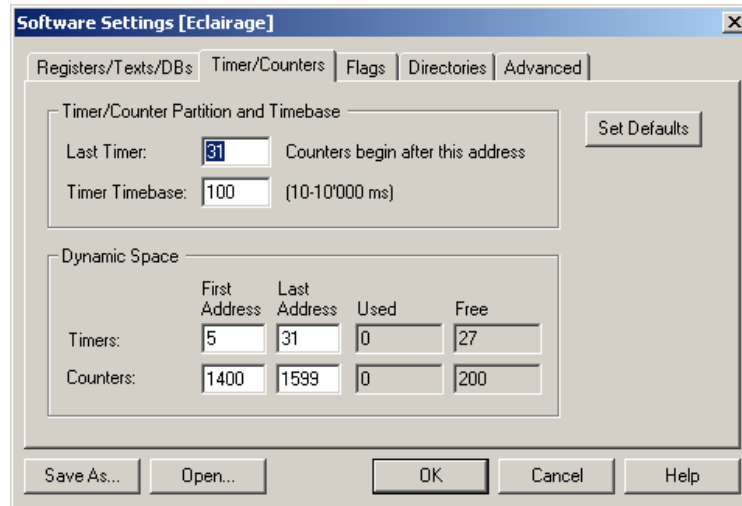 Software Settings [Eclairage]
Registers/Texts/DBs Timer/Counters Flags Directories Advanced
Timer/Counter Partition and Timebase
Set Defaults
Last Timer: 31 Counters begin after this address
Timer Timebase: 100 (10-10'000 ms)
Dynamic Space
First Last
Address Address Used Free
Timers: 5 31 0 27
Counters: 1400 1599 0 200
Save As... Open... OK Cancel Help